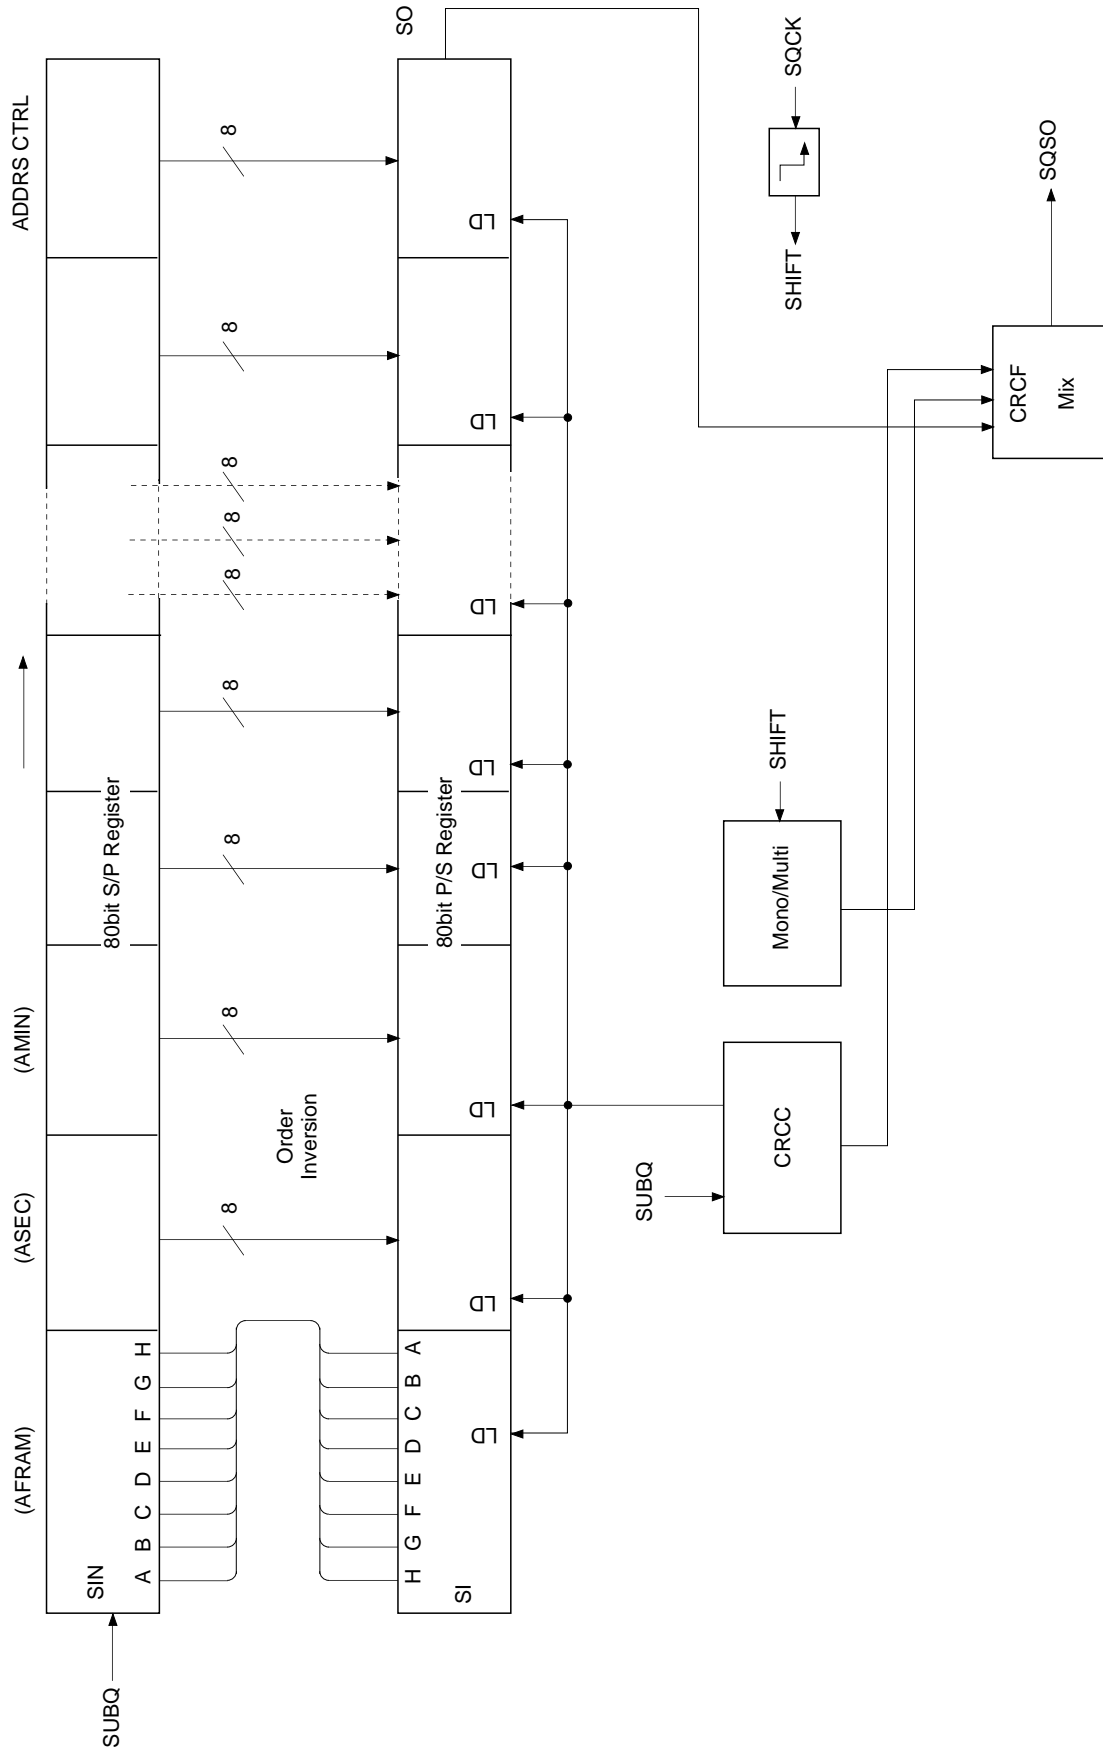 (AFRAM)
(ASEC)
(AMIN)
ADDRS CTRL
SUBQ
SIN
A B C D E F G H
80bit S/P Register
8
8
8
8
8
8
8
8
8
Order
Inversion
H G F E D C B A
SI
80bit P/S Register
SO
LD
LD
LD
LD
LD
LD
LD
LD
SUBQ
CRCC
Mono/Multi
SHIFT
SHIFT
SQCK
CRCF
Mix
SQSO